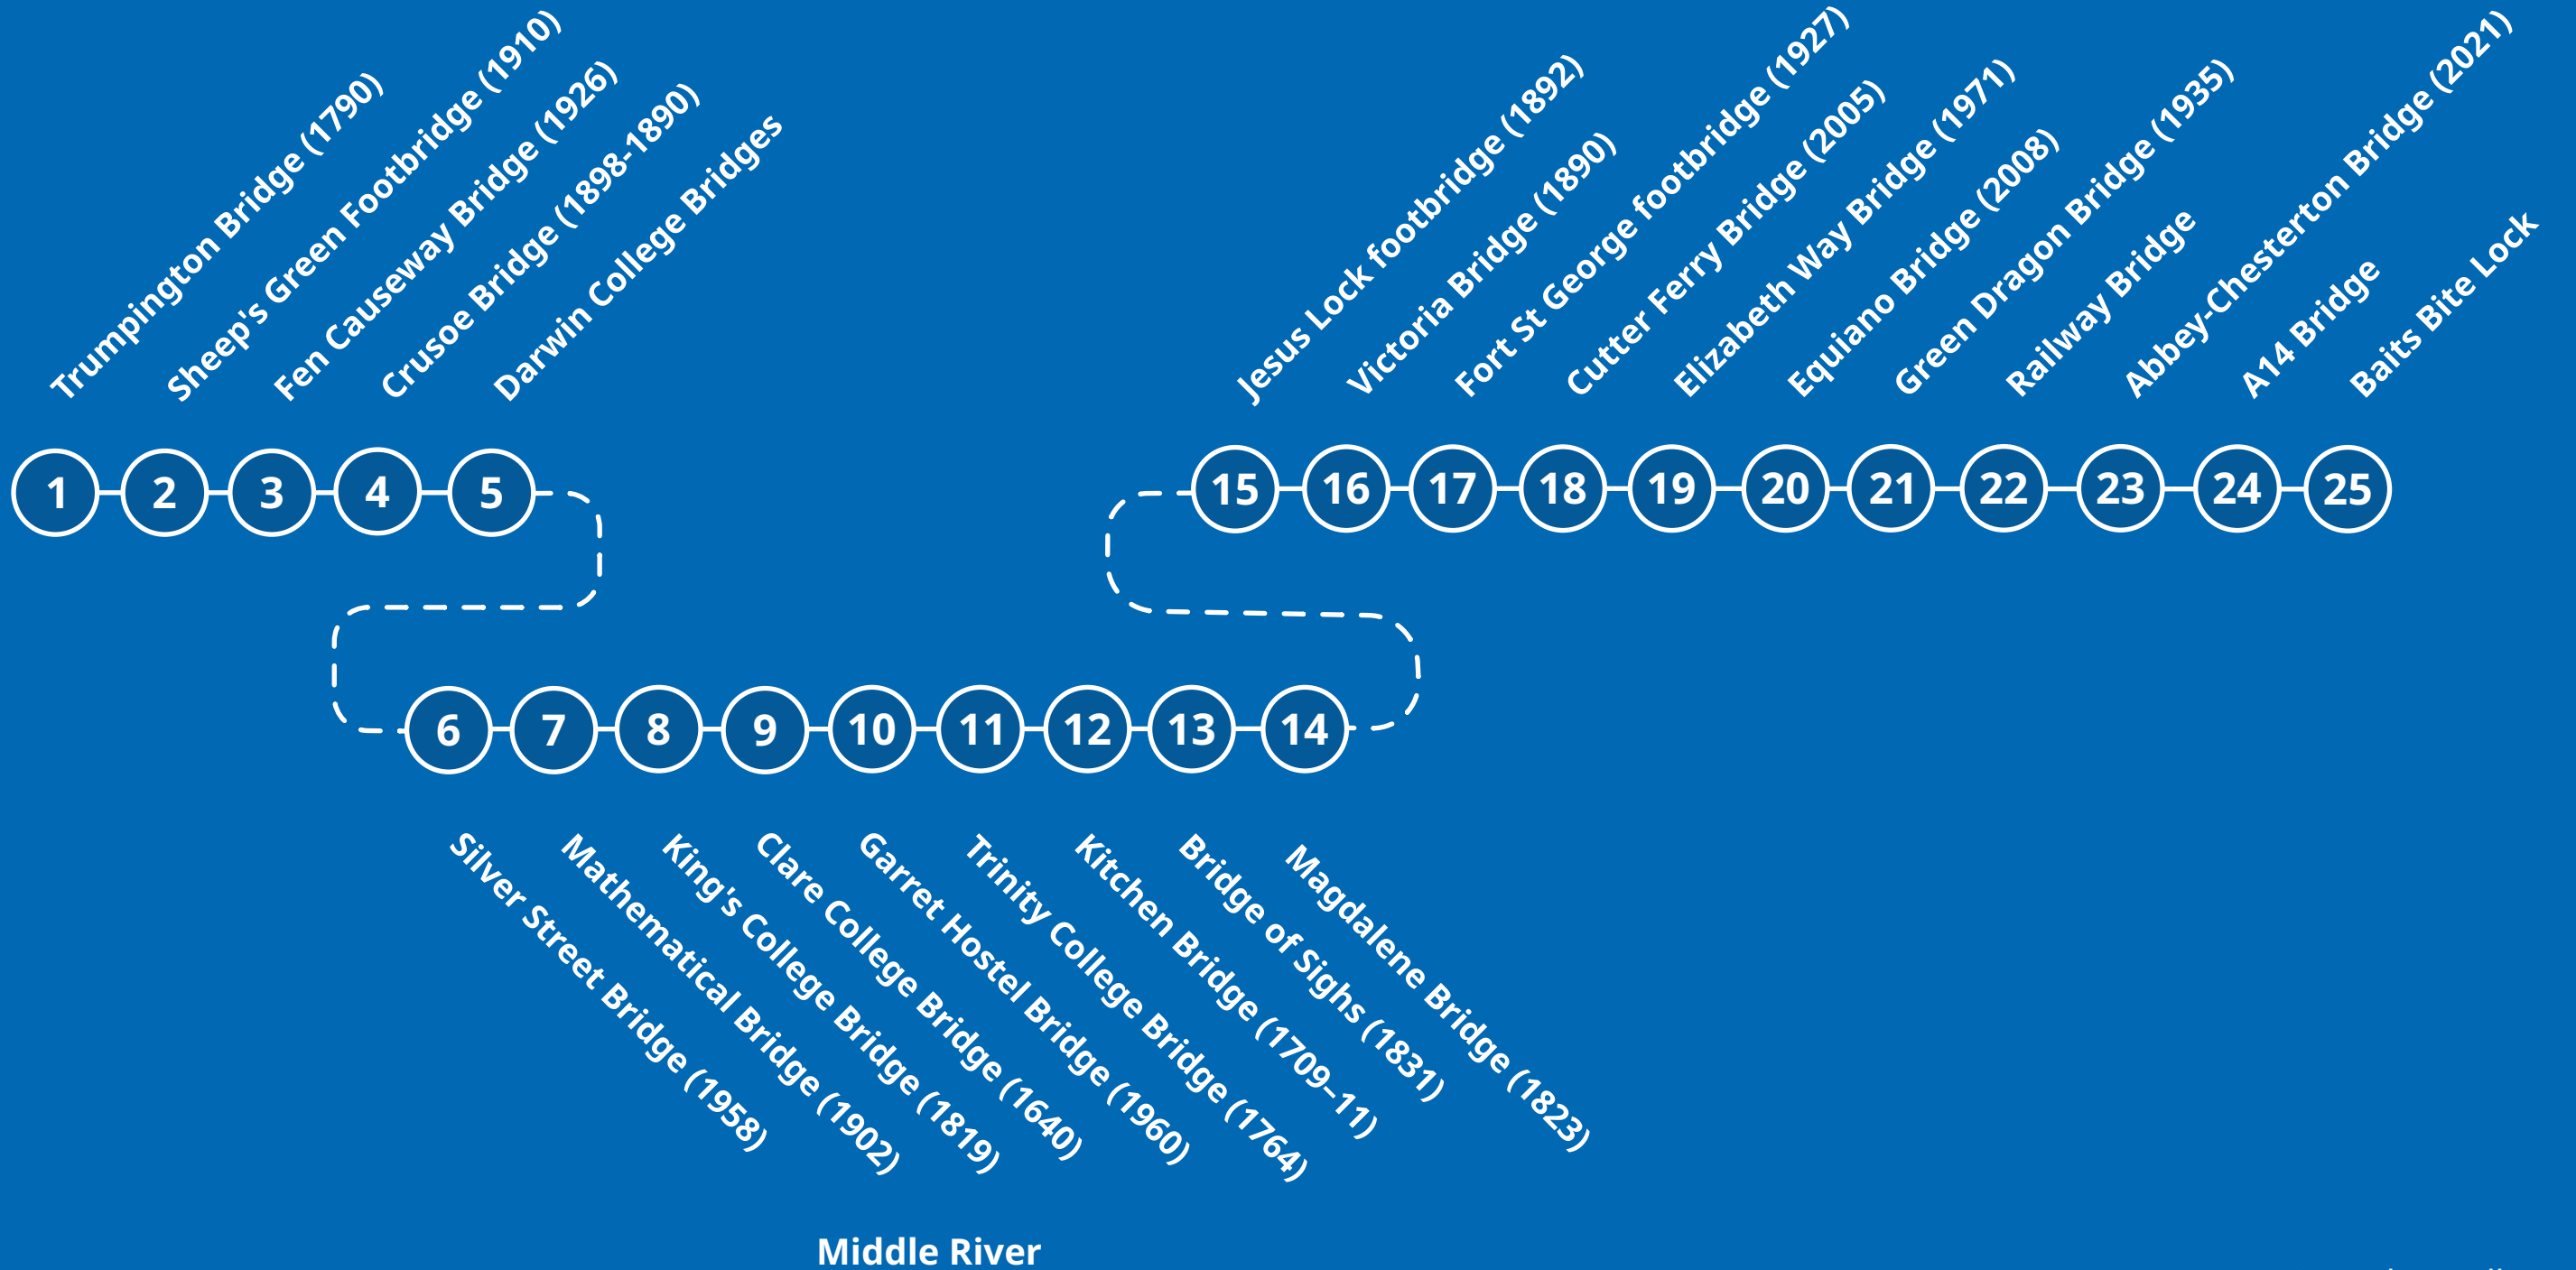 Trumpington Bridge (1790)
Sheep's Green Footbridge (1910)
Fen Causeway Bridge (1926)
Crusoe Bridge (1898-1890)
Darwin College Bridges
Jesus Lock footbridge (1892)
Victoria Bridge (1890)
Fort St George footbridge (1927)
Cutter Ferry Bridge (2005)
Elizabeth Way Bridge (1971)
Equiano Bridge (2008)
Green Dragon Bridge (1935)
Railway Bridge
Abbey-Chesterton Bridge (2021)
A14 Bridge
Baits Bite Lock
1
2
3
4
5
15
16
17
18
19
20
21
22
23
24
25
6
7
8
9
10
11
12
13
14
Silver Street Bridge (1958)
Mathematical Bridge (1902)
King's College Bridge (1819)
Clare College Bridge (1640)
Garret Hostel Bridge (1960)
Trinity College Bridge (1764)
Kitchen Bridge (1709–11)
Bridge of Sighs (1831)
Magdalene Bridge (1823)
Middle River